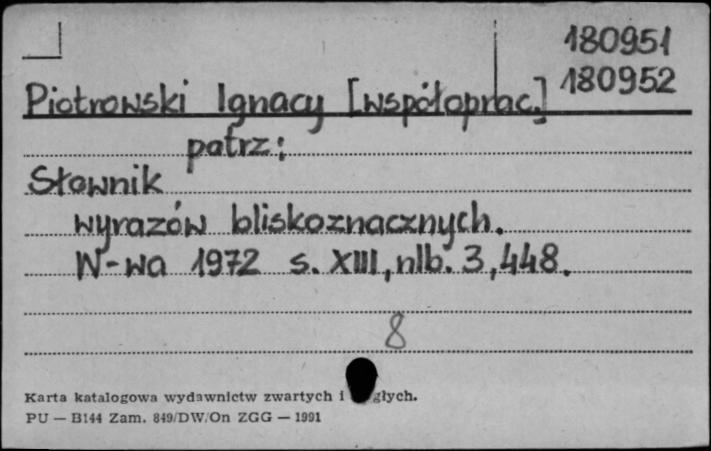 180951
Piotrowski Ignacy [współoprac.] 180952
patrz:
Słownik
wyrazów bliskoznacznych.
W-wa 1972 s. XIII, nlb. 3, 448.
8
Karta katalogowa wydawnictw zwartych i głych.
PU — B144 Zam. 849/DW/On ZGG — 1991